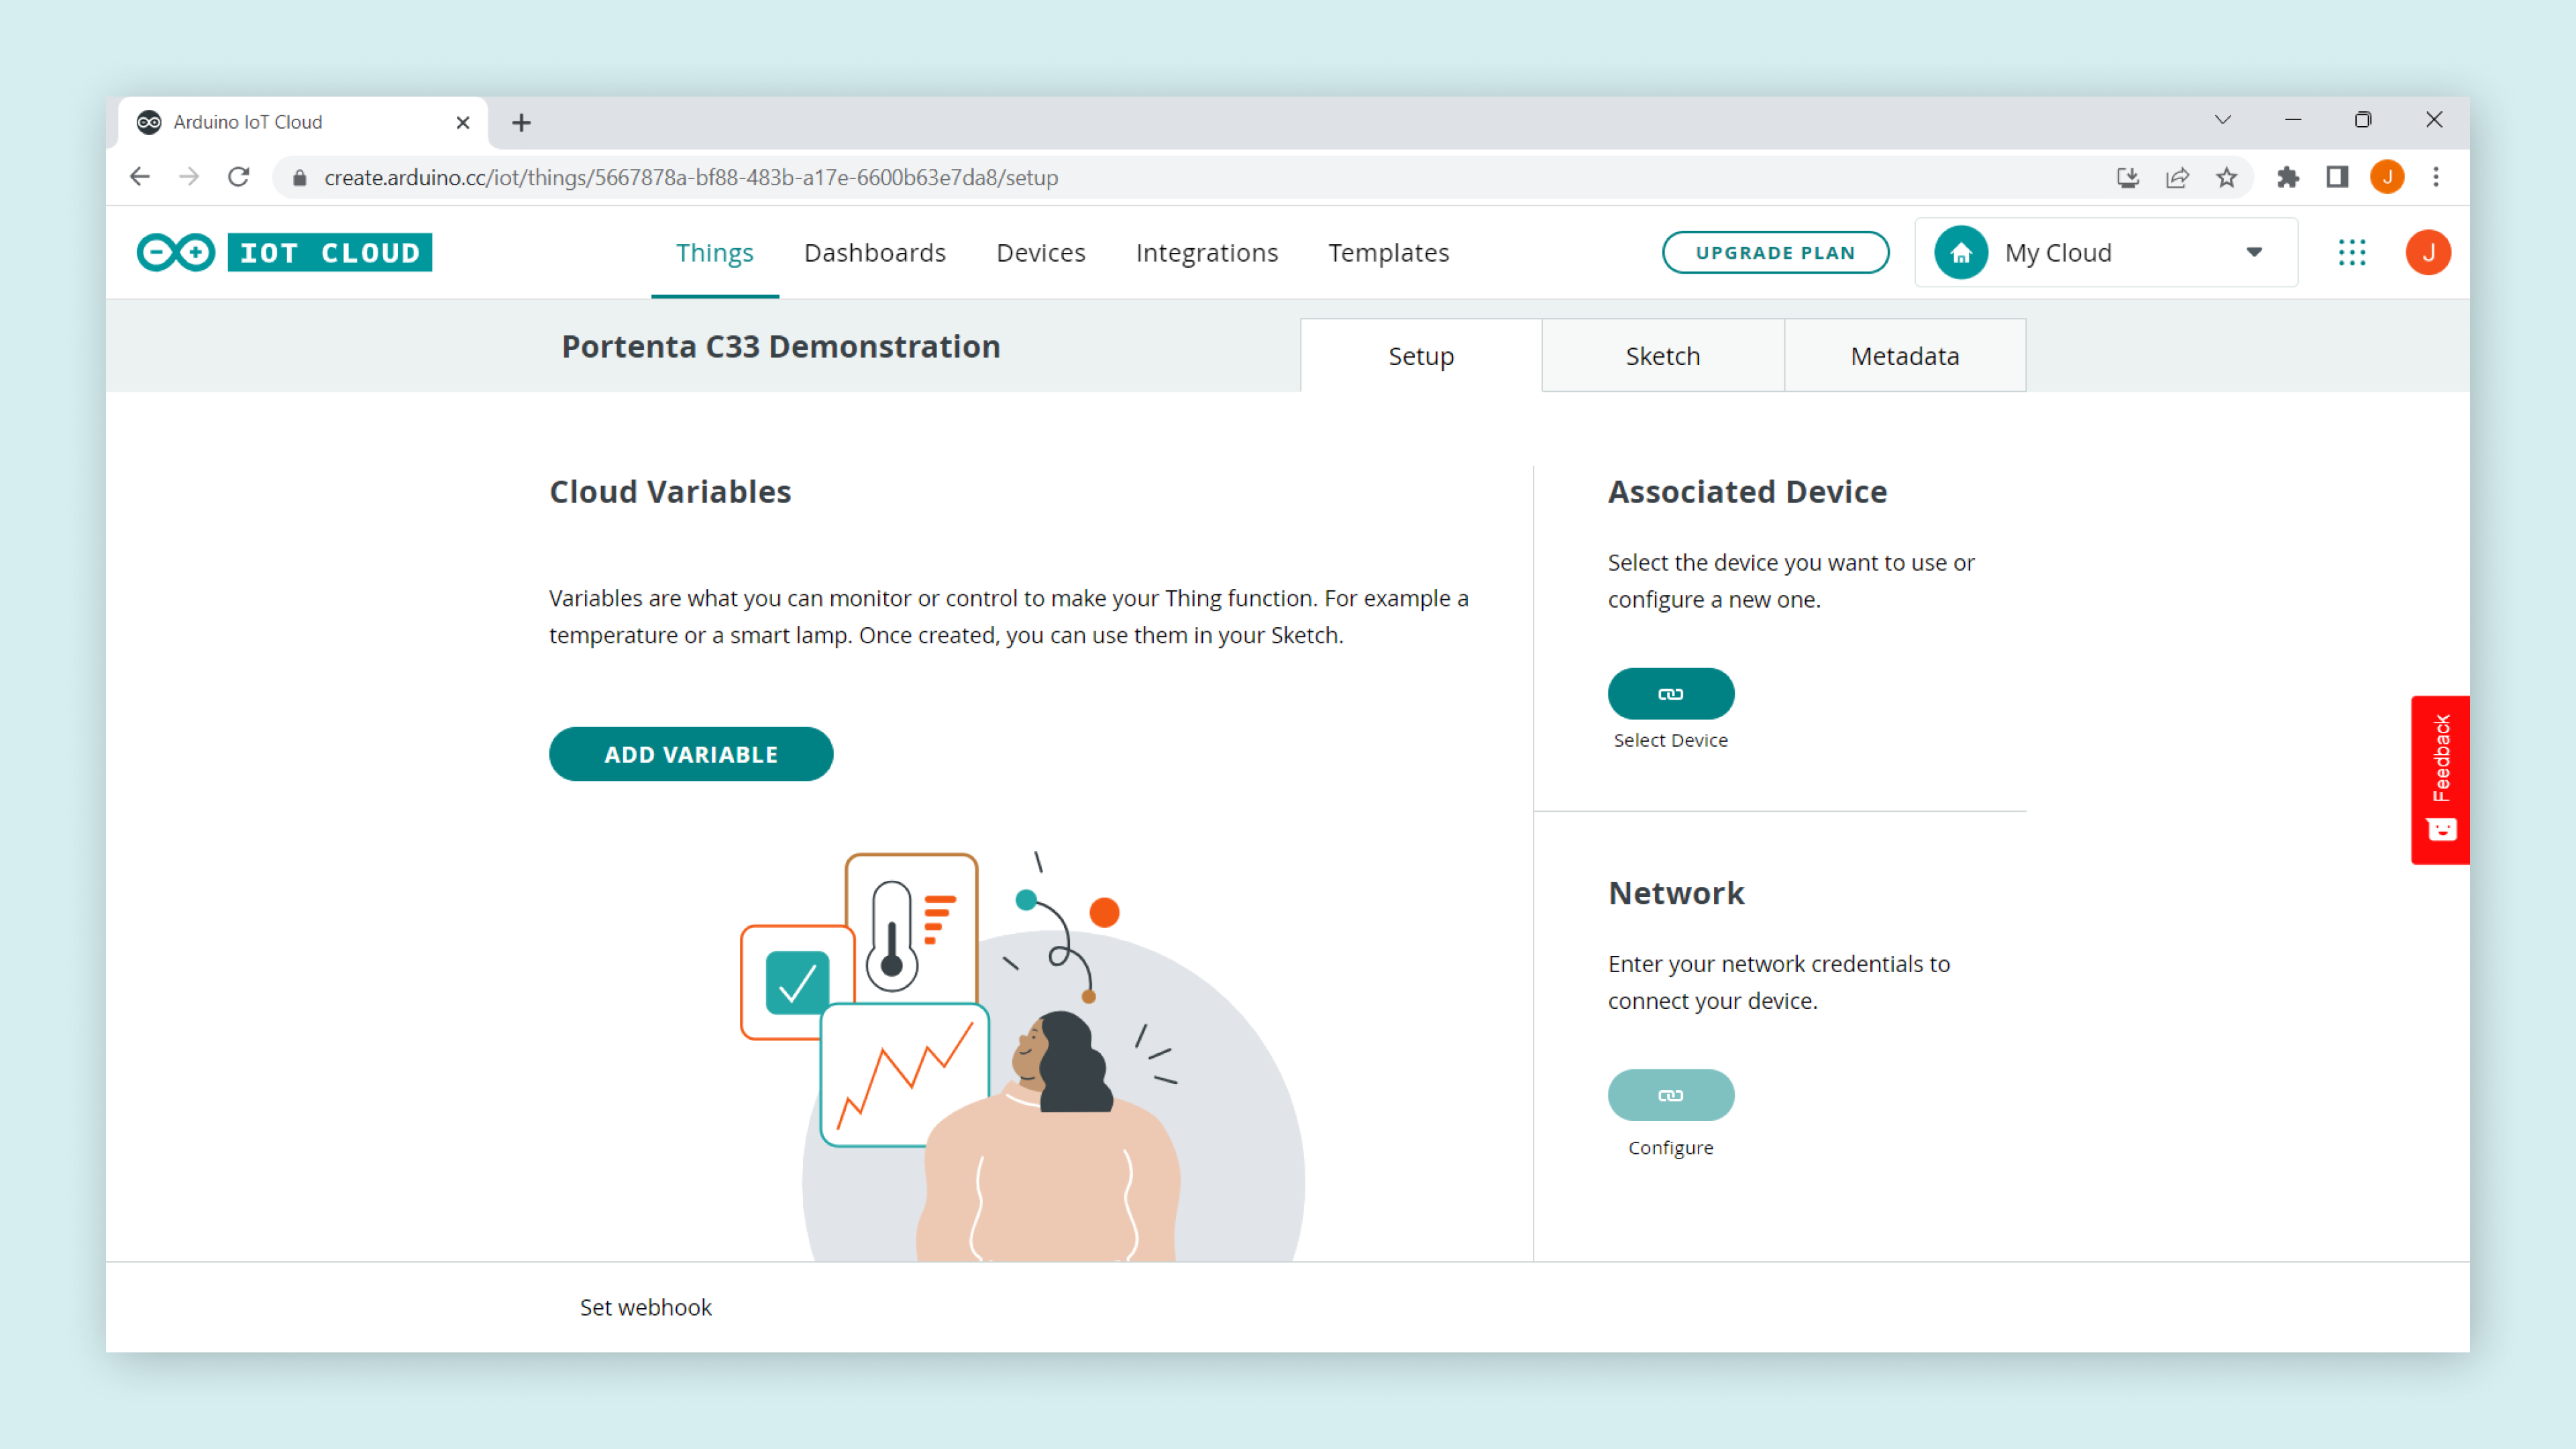 Arduino IoT Cloud
create.arduino.cc/iot/things/5667878a-bf88-483b-a17e-6600b63e7da8/setup
J
IOT CLOUD
Things
Dashboards
Devices
Integrations
Templates
UPGRADE PLAN
My Cloud
J
Portenta C33 Demonstration
Setup
Sketch
Metadata
Cloud Variables
Variables are what you can monitor or control to make your Thing function. For example a
temperature or a smart lamp. Once created, you can use them in your Sketch.
ADD VARIABLE
Associated Device
Select the device you want to use or
configure a new one.
Select Device
Feedback
Network
Enter your network credentials to
connect your device.
Configure
Set webhook